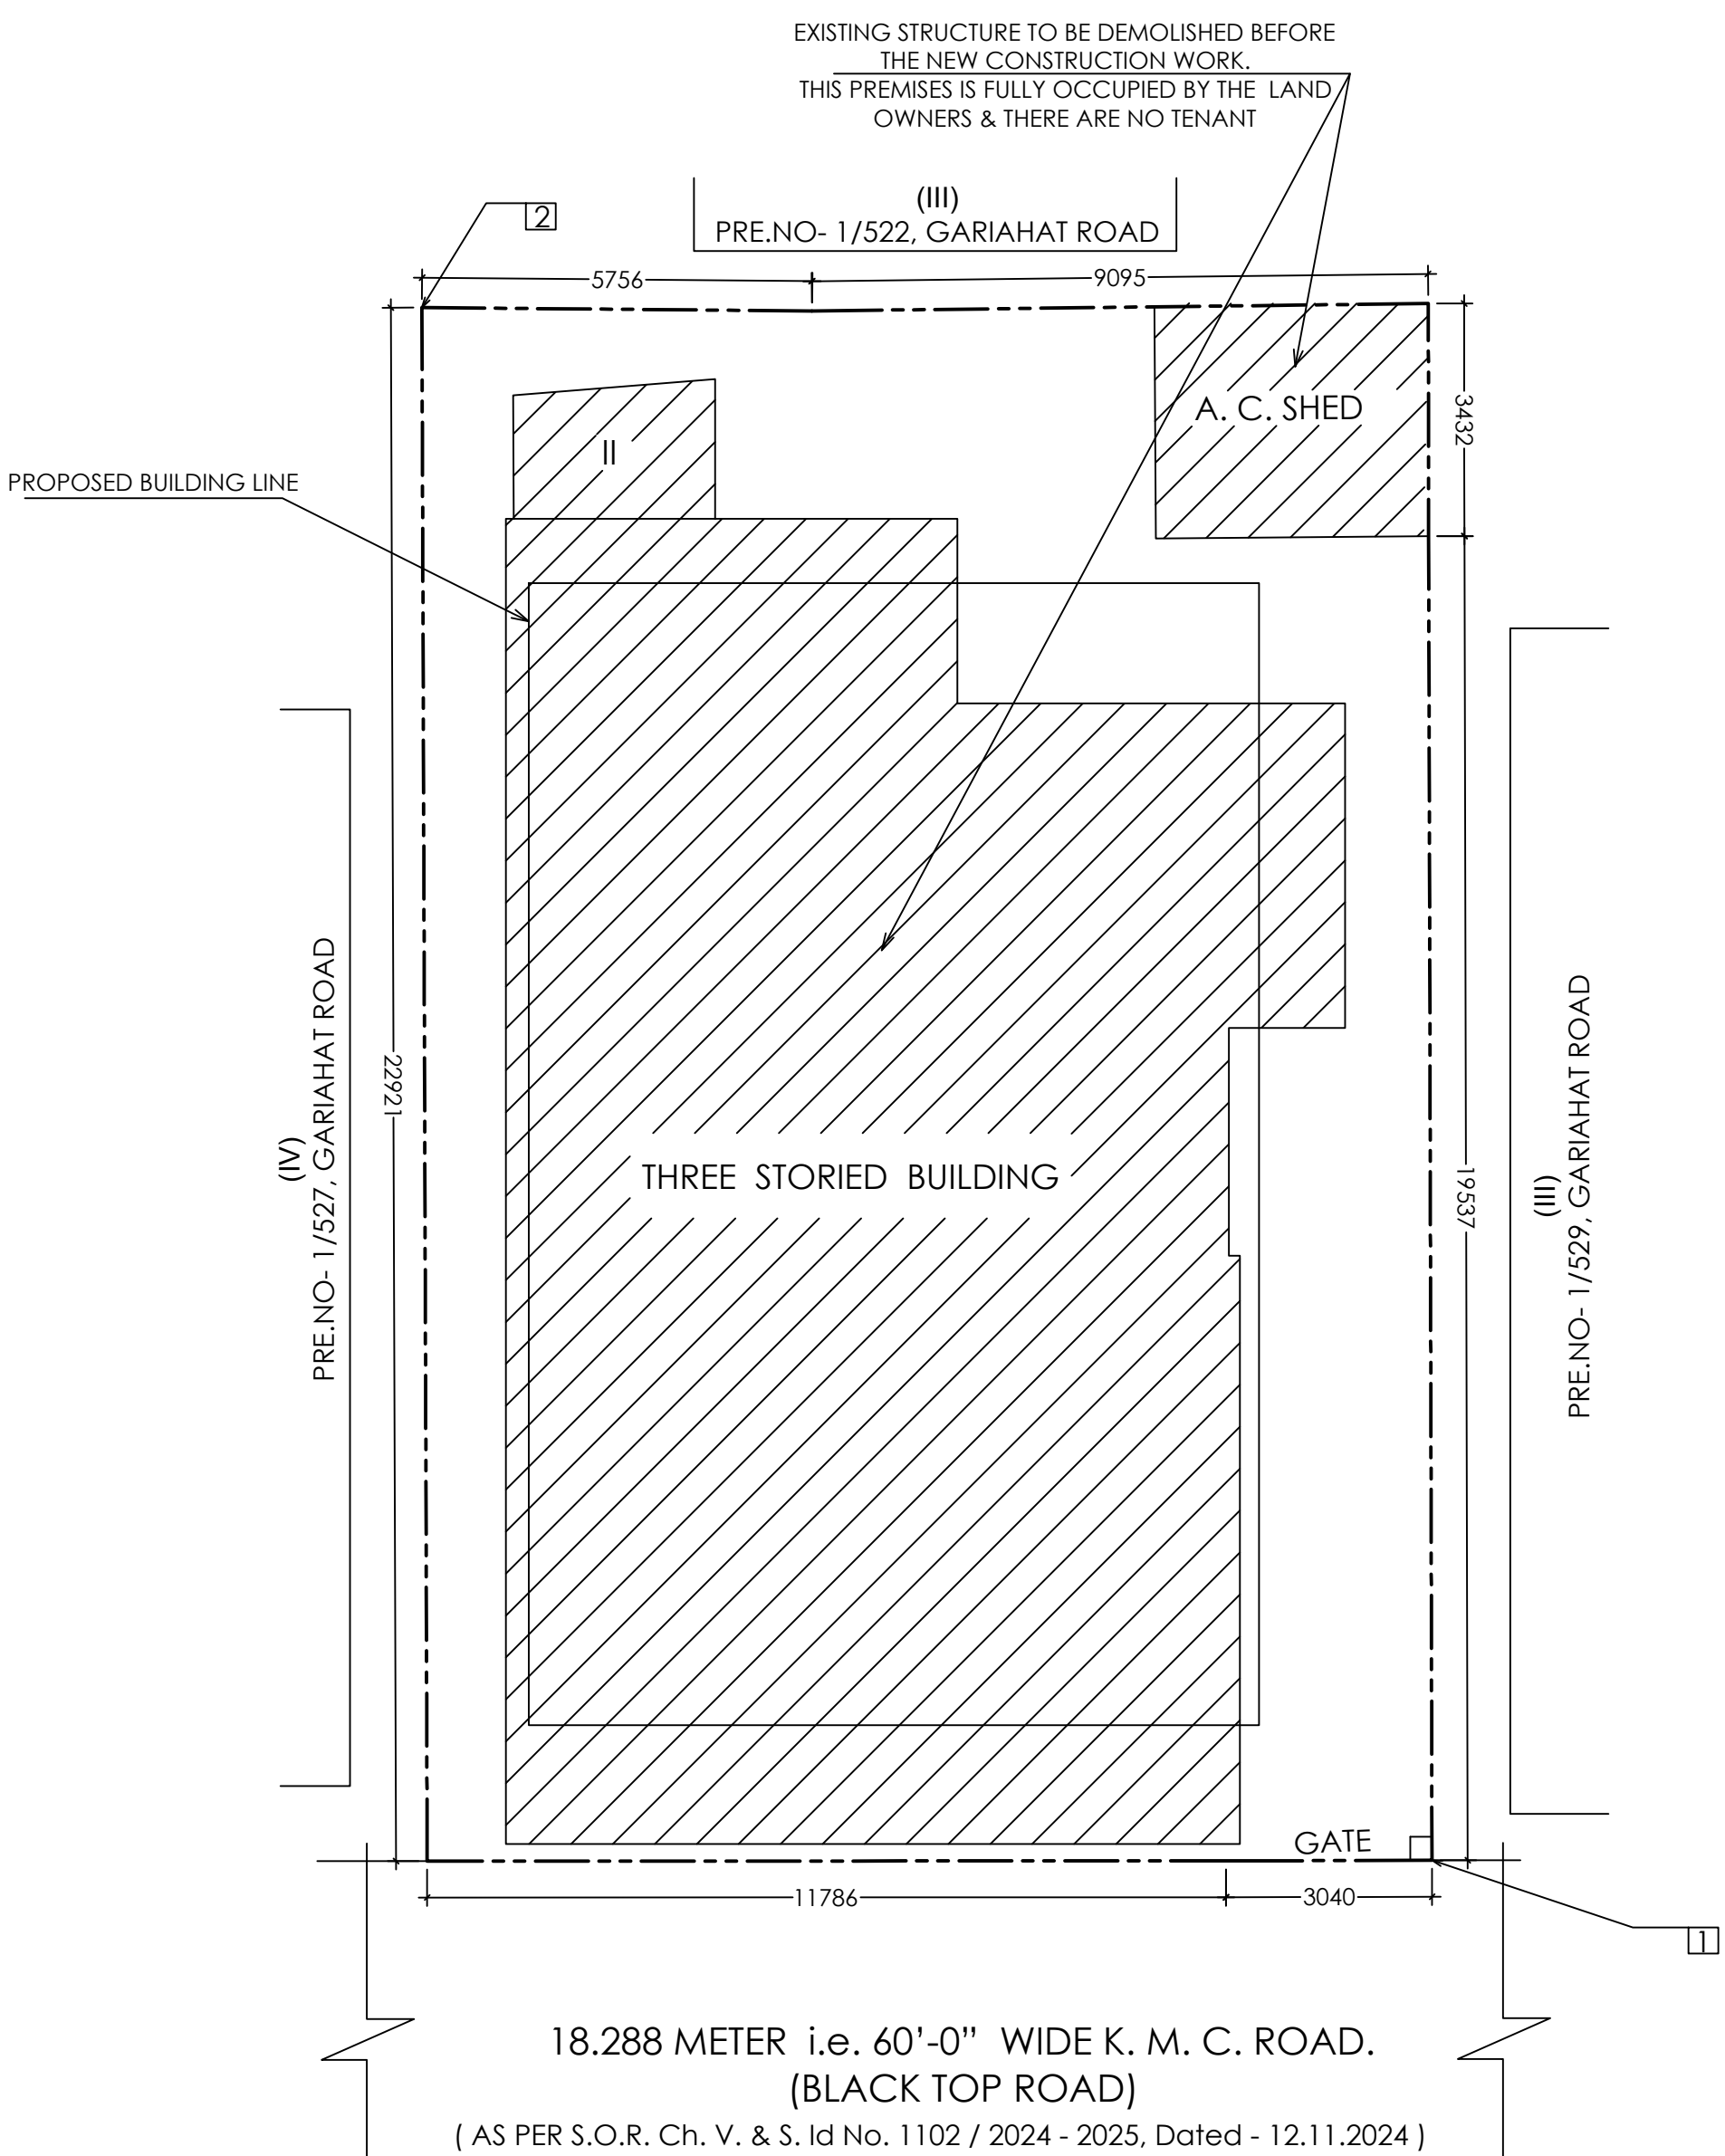 EXISTING STRUCTURE TO BE DEMOLISHED BEFORE
THE NEW CONSTRUCTION WORK.
THIS PREMISES IS FULLY OCCUPIED BY THE LAND
OWNERS & THERE ARE NO TENANT
(III)
PRE.NO- 1/522, GARIAHAT ROAD
2
5756
9095
A. C. SHED
3432
II
PROPOSED BUILDING LINE
(IV)
PRE.NO- 1/527, GARIAHAT ROAD
22921
THREE STORIED BUILDING
19537
(III)
PRE.NO- 1/529, GARIAHAT ROAD
GATE
11786
3040
1
18.288 METER i.e. 60’-0” WIDE K. M. C. ROAD.
(BLACK TOP ROAD)
( AS PER S.O.R. Ch. V. & S. Id No. 1102 / 2024 - 2025, Dated - 12.11.2024 )